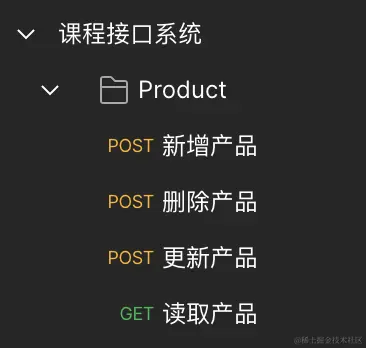 课程接口系统
Product
POST 新增产品
POST 删除产品
POST 更新产品
GET 读取产品
@稀土掘金技术社区